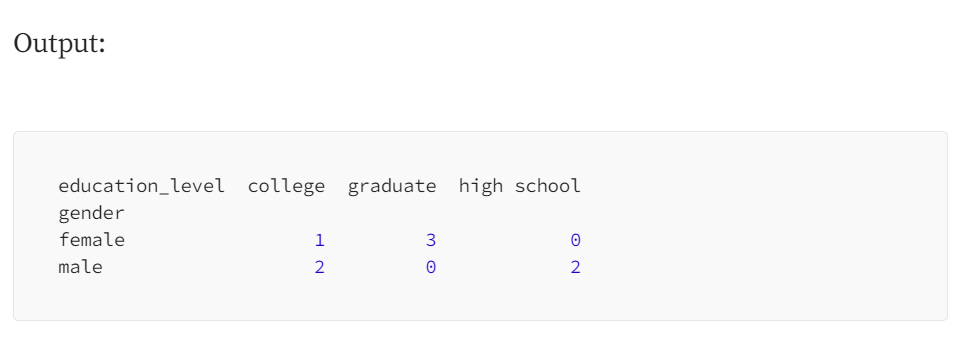 Output:
education_level  college  graduate  high school
gender
female                 1         3            0
male                   2         0            2